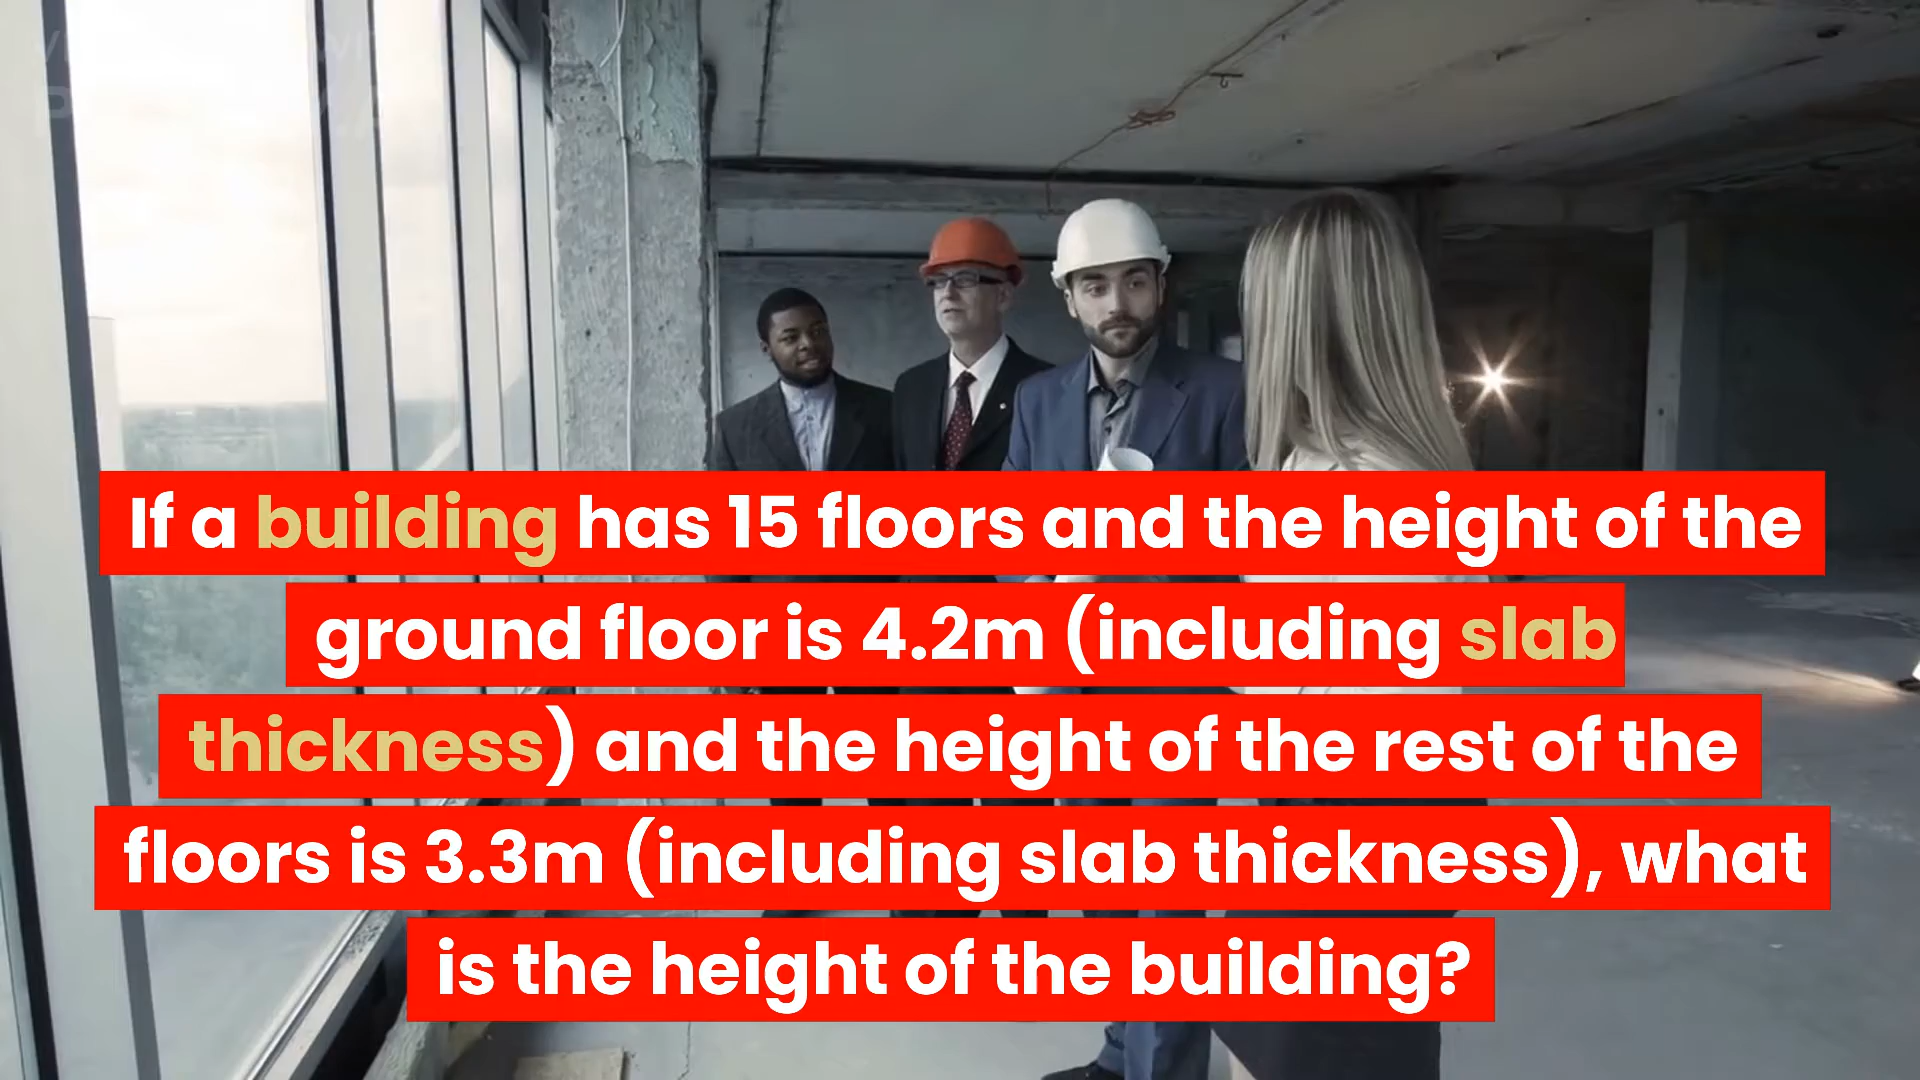 If a building has 15 floors and the height of the
ground floor is 4.2m (including slab
thickness) and the height of the rest of the
floors is 3.3m (including slab thickness), what
is the height of the building?